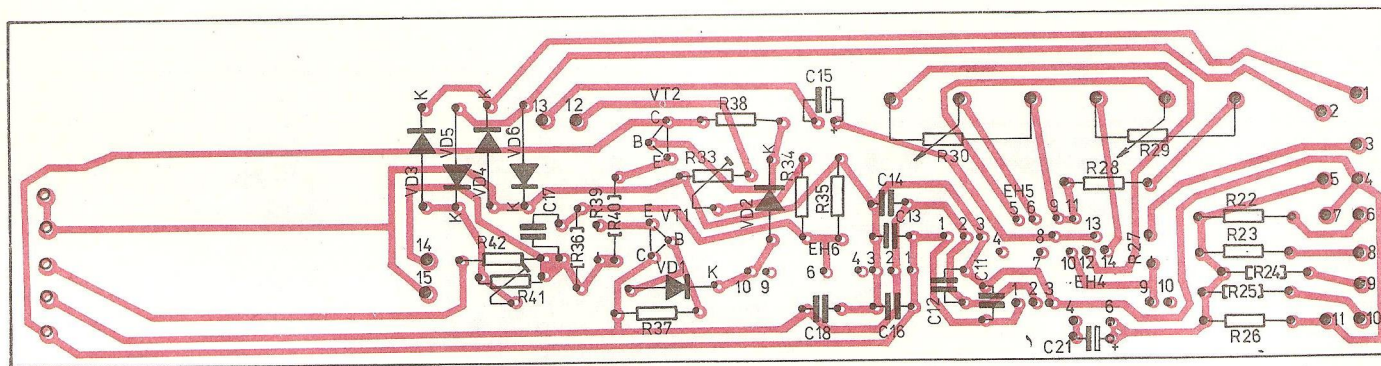 C15
K
K
13
12
VT2
R38
1
2
VD5
VD6
C
B
E
R30
R29
3
VD3
VD4
K
K
R33
K
R34
R35
C14
C13
R28
5
4
C17
R39
[R40]
VT1
E
B
C
VD2
EH5
5
6
9
11
R22
7
6
14
15
R42
[R36]
R41
EH6
1
2
3
4
8
13
R27
R23
8
VD1
K
10
9
6
4
3
2
1
C11
C12
7
10
12
14
EH4
[R24]
9
[R25]
R37
C18
C16
1
2
3
4
6
9
10
C21
+
R26
11
10